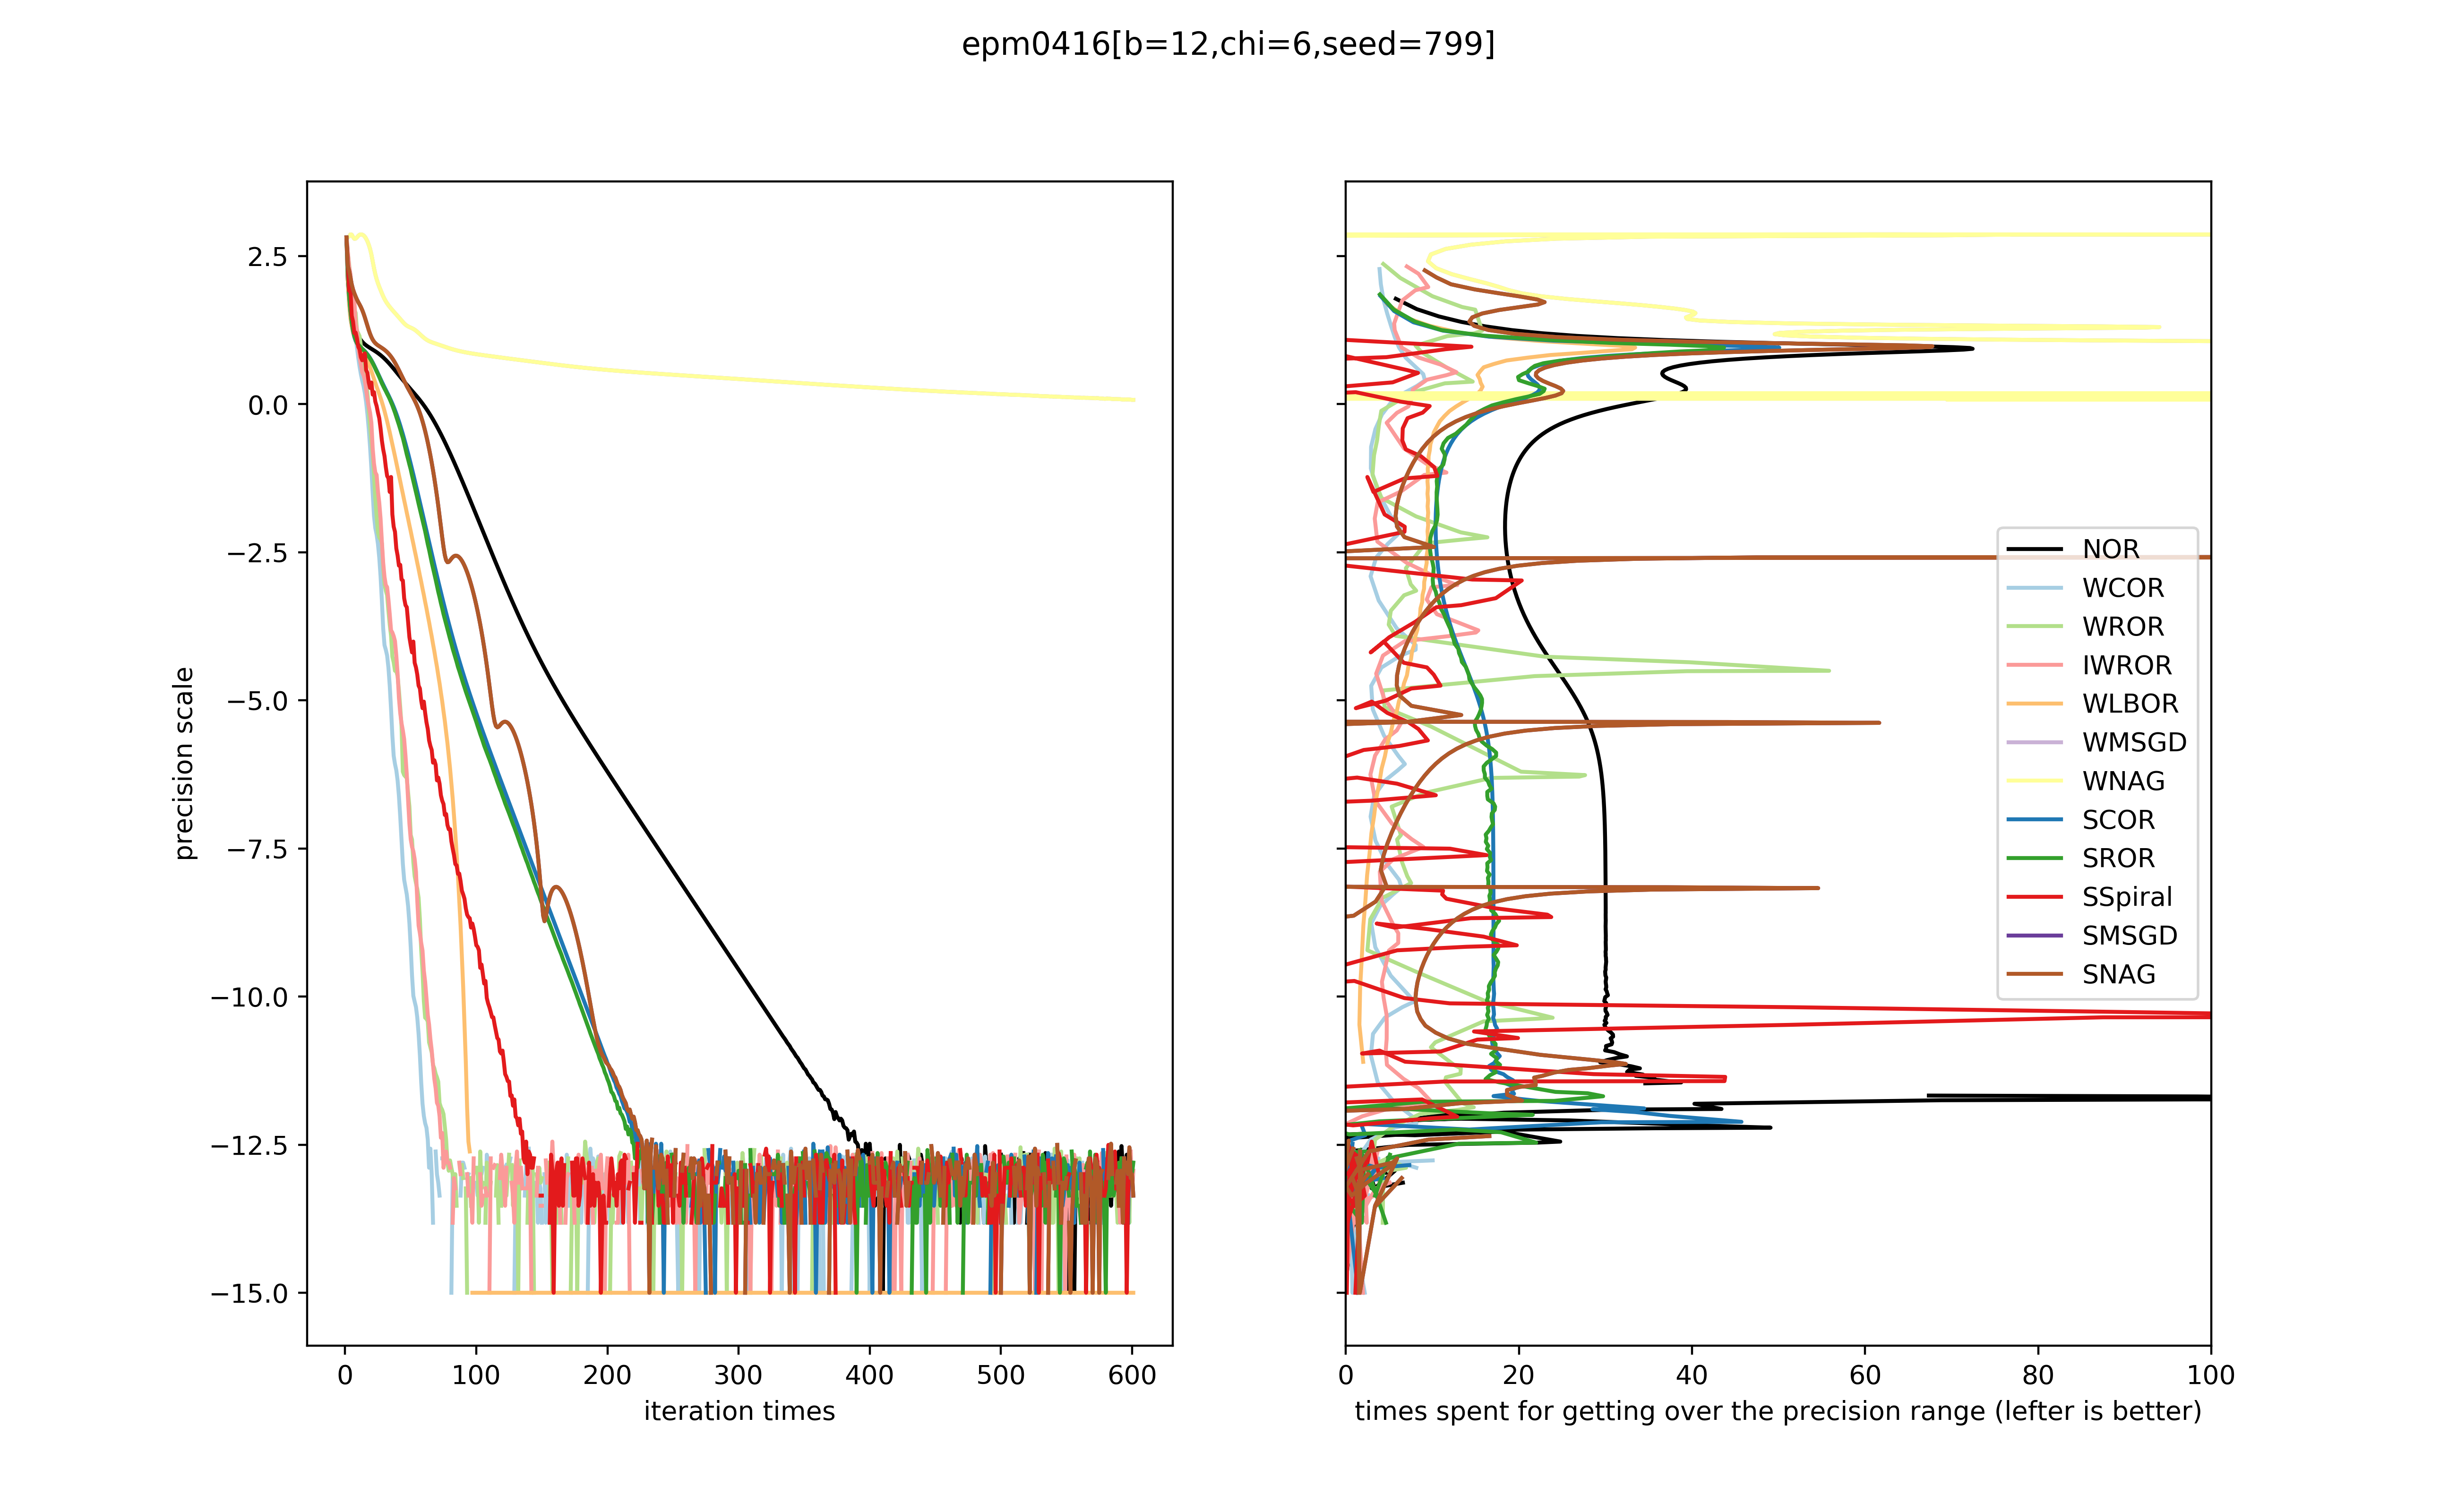 epm0416[b=12,chi=6,seed=799]
precision scale
2.5
0.0
−2.5
−5.0
−7.5
−10.0
−12.5
−15.0
0 100 200 300 400 500 600
iteration times
NOR
WCOR
WROR
IWROR
WLBOR
WMSGD
WNAG
SCOR
SROR
SSpiral
SMSGD
SNAG
0 20 40 60 80 100
times spent for getting over the precision range (lefter is better)